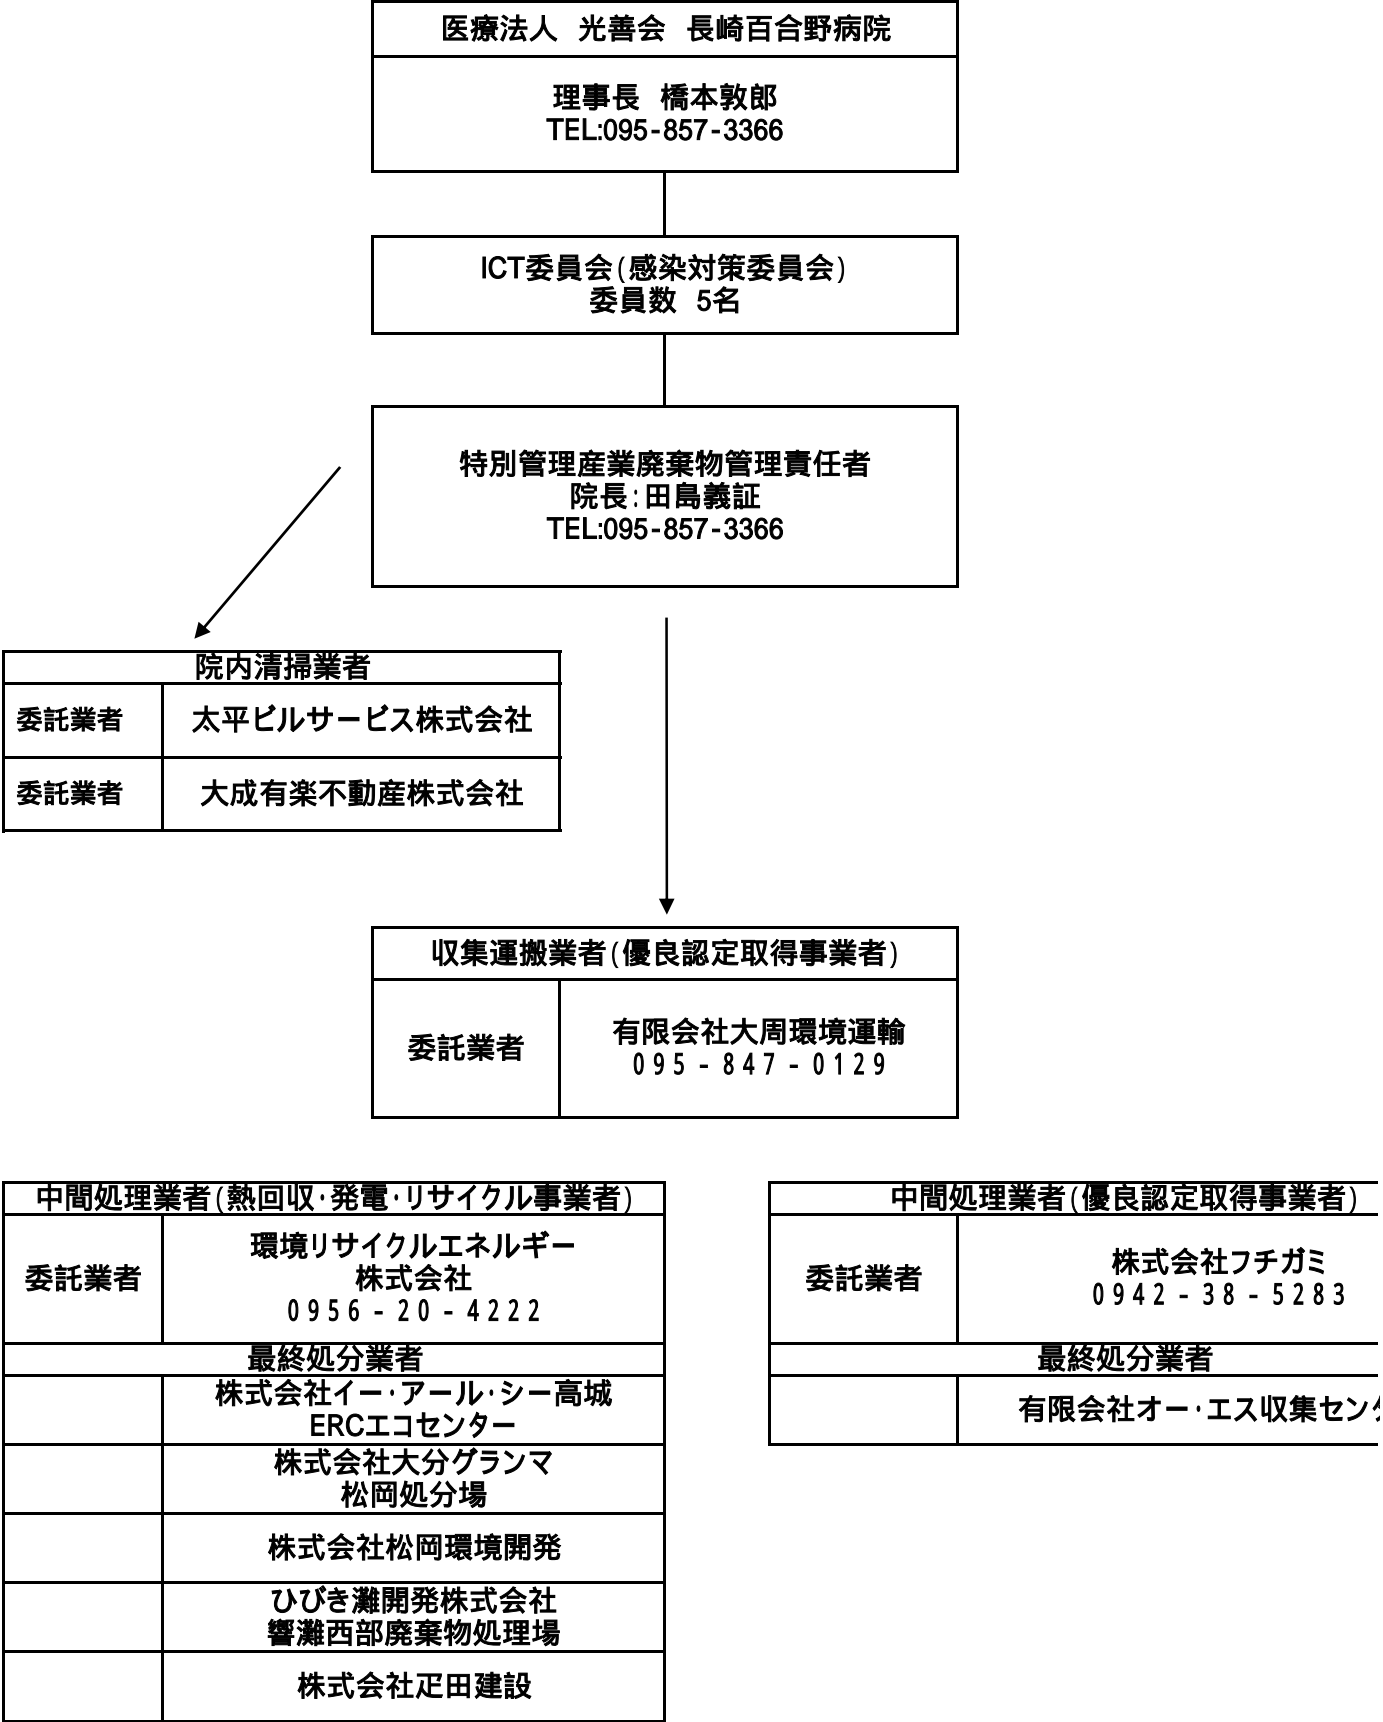 医療法人　光善会　長崎百合野病院
理事長　橋本敦郎
TEL:095-857-3366
ICT委員会(感染対策委員会)
委員数　5名
特別管理産業廃棄物管理責任者
院長:田島義証
TEL:095-857-3366
院内清掃業者
委託業者　太平ビルサービス株式会社
委託業者　大成有楽不動産株式会社
収集運搬業者(優良認定取得事業者)
委託業者
有限会社大周環境運輸
０９５－８４７－０１２９
中間処理業者(熱回収・発電・リサイクル事業者)
委託業者
環境リサイクルエネルギー
株式会社
０９５６－２０－４２２２
最終処分業者
株式会社イー・アール・シー高城
ERCエコセンター
株式会社大分グランマ
松岡処分場
株式会社松岡環境開発
ひびき灘開発株式会社
響灘西部廃棄物処理場
株式会社疋田建設
中間処理業者(優良認定取得事業者)
委託業者
株式会社フチガミ
０９４２－３８－５２８３
最終処分業者
有限会社オー・エス収集セン